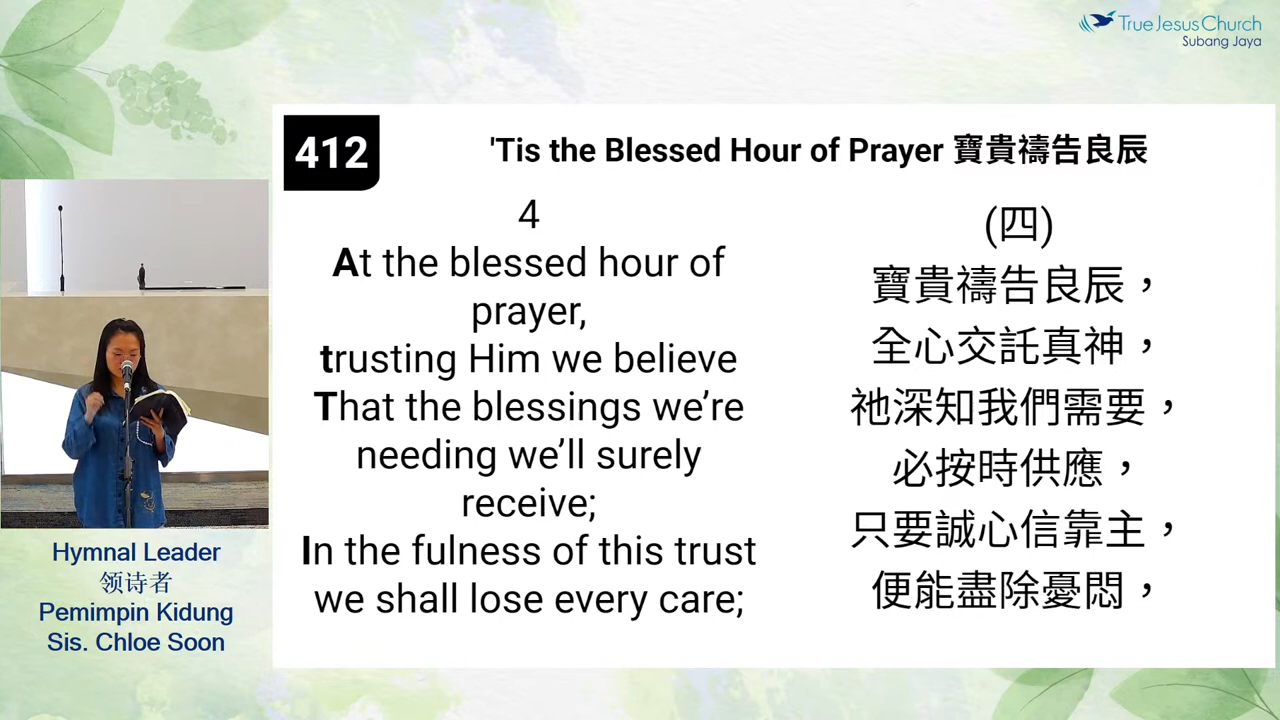 True Jesus Church
Subang Jaya
412
'Tis the Blessed Hour of Prayer 寶貴禱告良辰
4
At the blessed hour of
prayer,
trusting Him we believe
That the blessings we’re
needing we’ll surely
receive;
In the fulness of this trust
we shall lose every care;
(四)
寶貴禱告良辰，
全心交託真神，
祂深知我們需要，
必按時供應，
只要誠心信靠主，
便能盡除憂悶，
Hymnal Leader
领诗者
Pemimpin Kidung
Sis. Chloe Soon